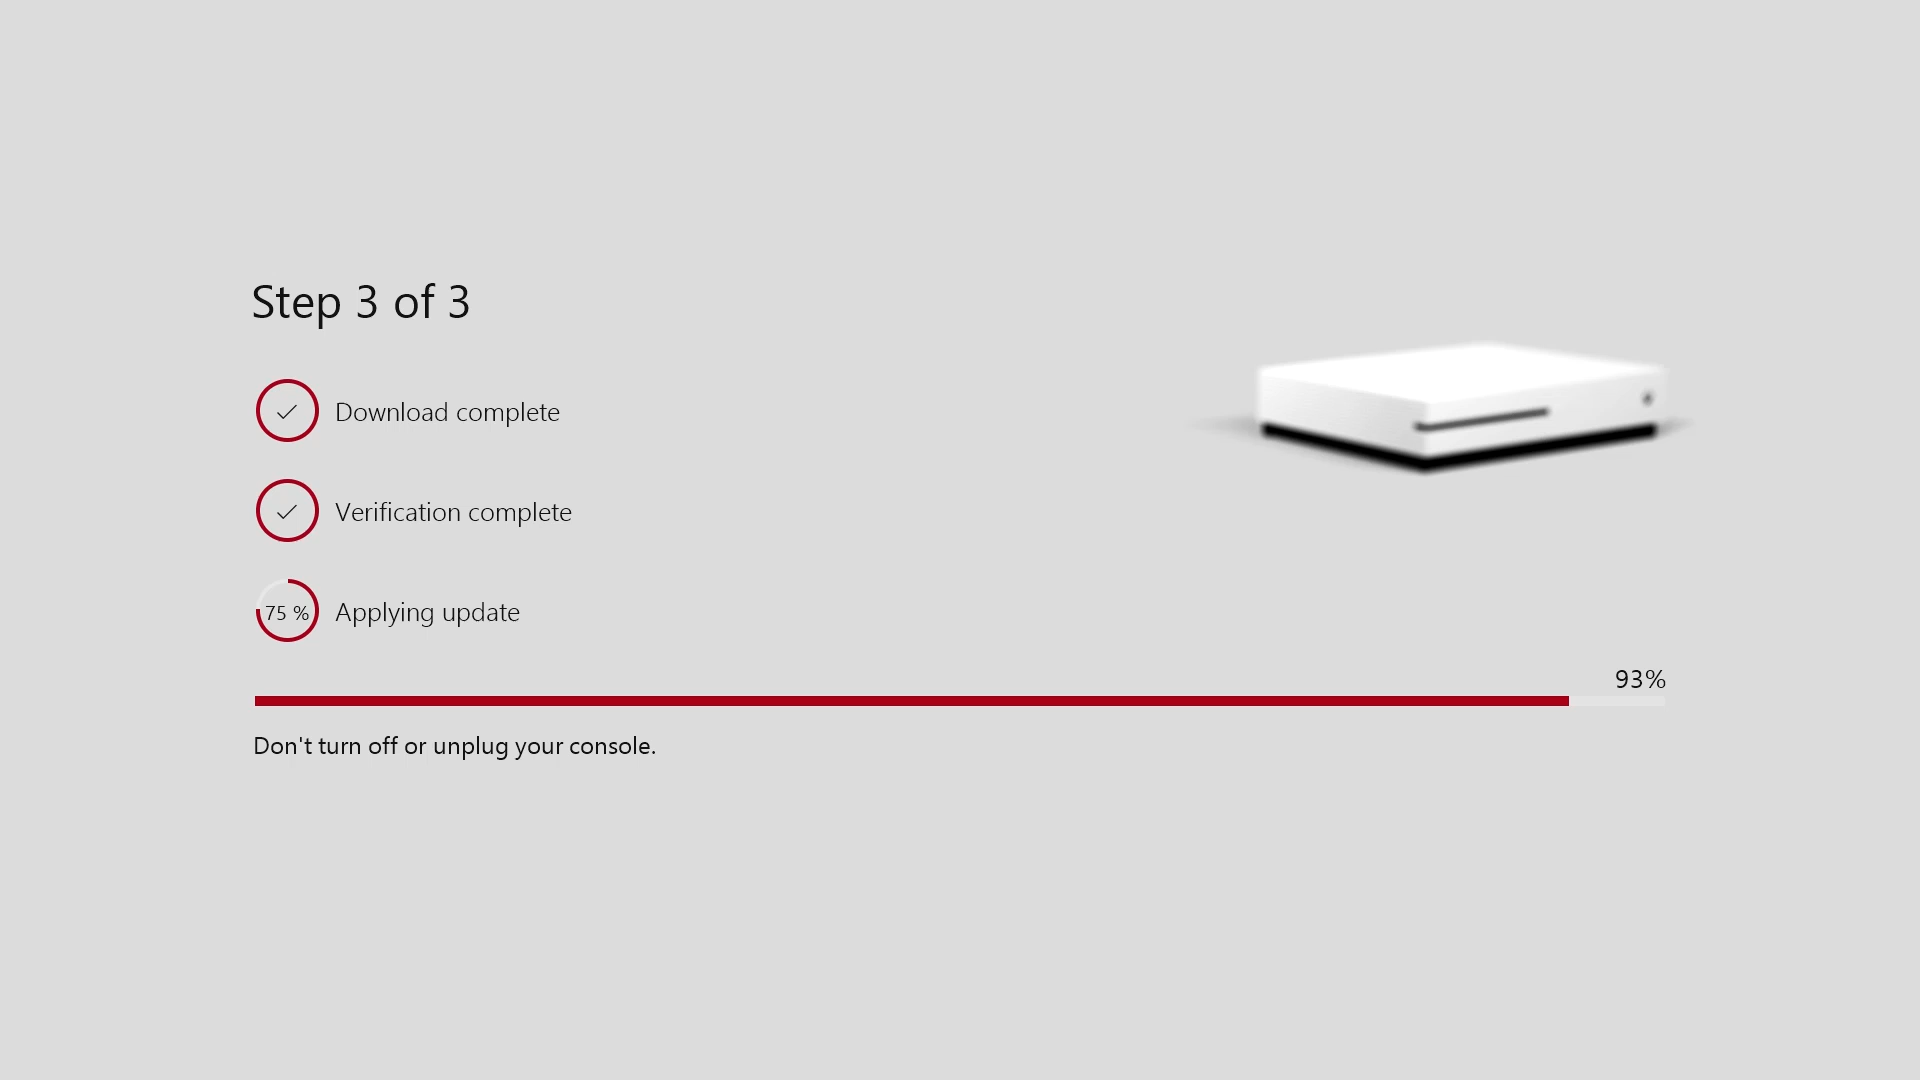 Step 3 of 3
Download complete
Verification complete
75 % Applying update
93%
Don't turn off or unplug your console.